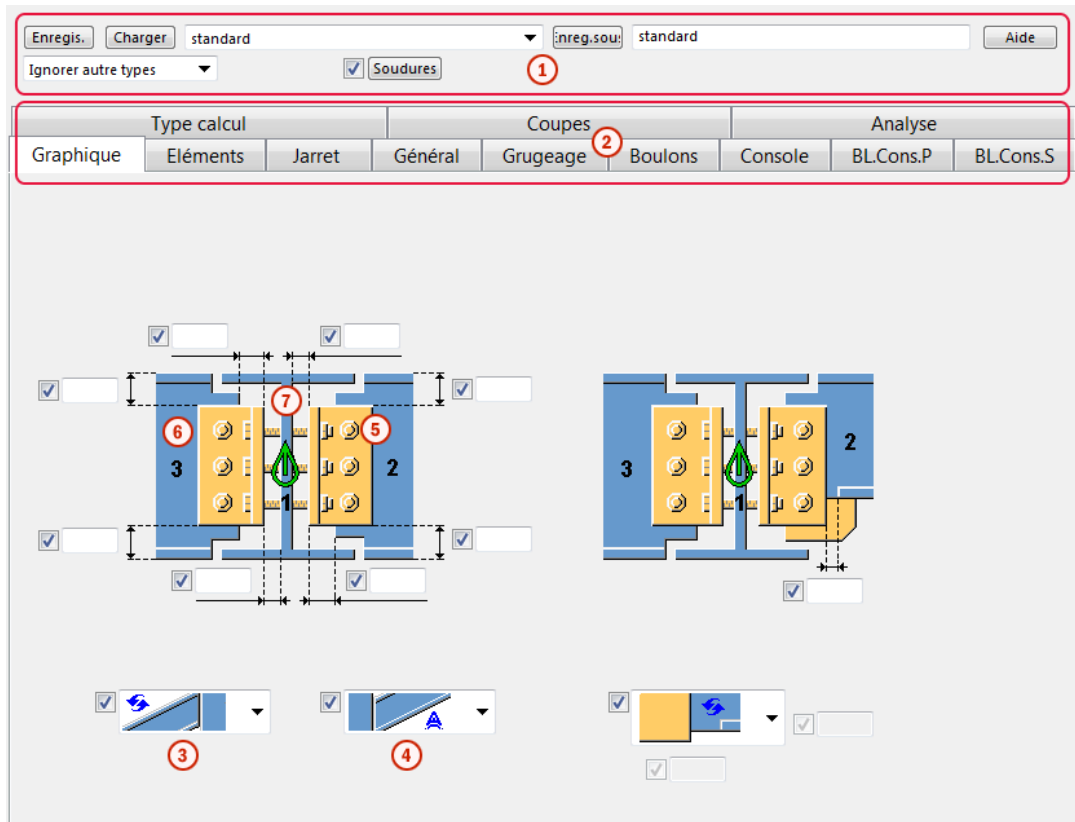 Enregis. Charger standard Enreg.sous standard Aide
Ignorer autre types Soudures 1
Type calcul Coupes Analyse
2
Graphique Eléments Jarret Général Grugeage Boulons Console BL.Cons.P BL.Cons.S
7
6 5
3 2 3 2
1 1
A
3 4